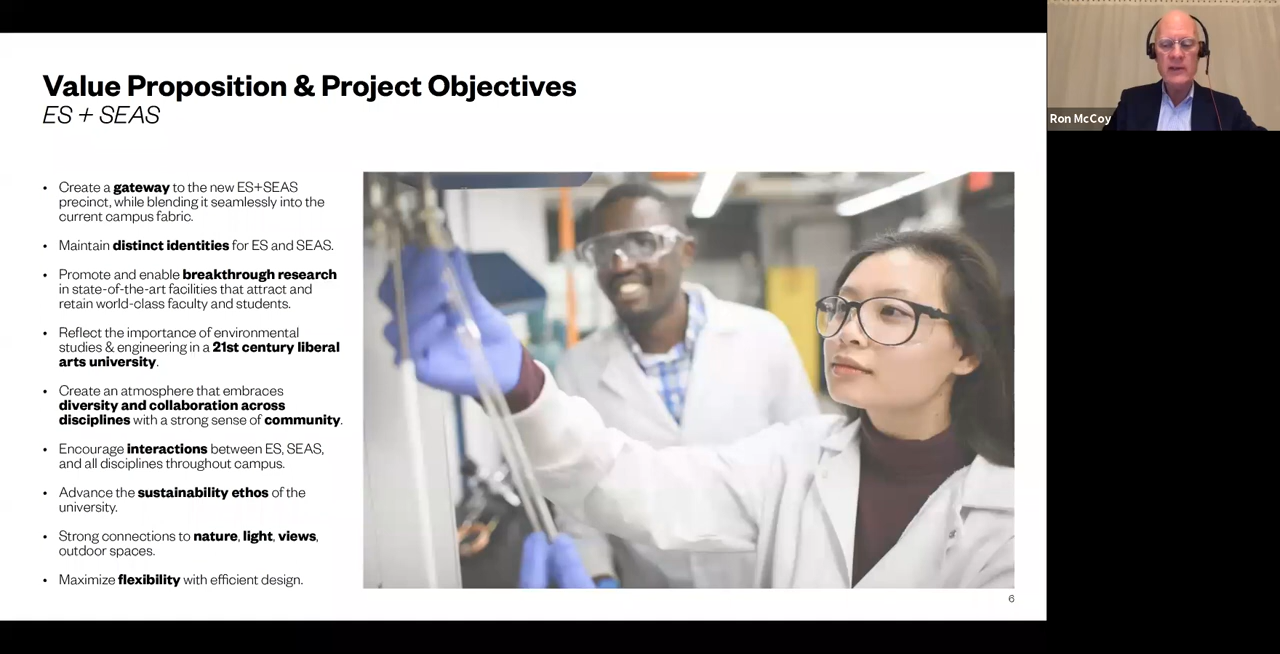 Value Proposition & Project Objectives
ES + SEAS
Ron McCoy
• Create a gateway to the new ES+SEAS
precinct, while blending it seamlessly into the
current campus fabric.
• Maintain distinct identities for ES and SEAS.
• Promote and enable breakthrough research
in state-of-the-art facilities that attract and
retain world-class faculty and students.
• Reflect the importance of environmental
studies & engineering in a 21st century liberal
arts university.
• Create an atmosphere that embraces
diversity and collaboration across
disciplines with a strong sense of community.
• Encourage interactions between ES, SEAS,
and all disciplines throughout campus.
• Advance the sustainability ethos of the
university.
• Strong connections to nature, light, views,
outdoor spaces.
• Maximize flexibility with efficient design.
6